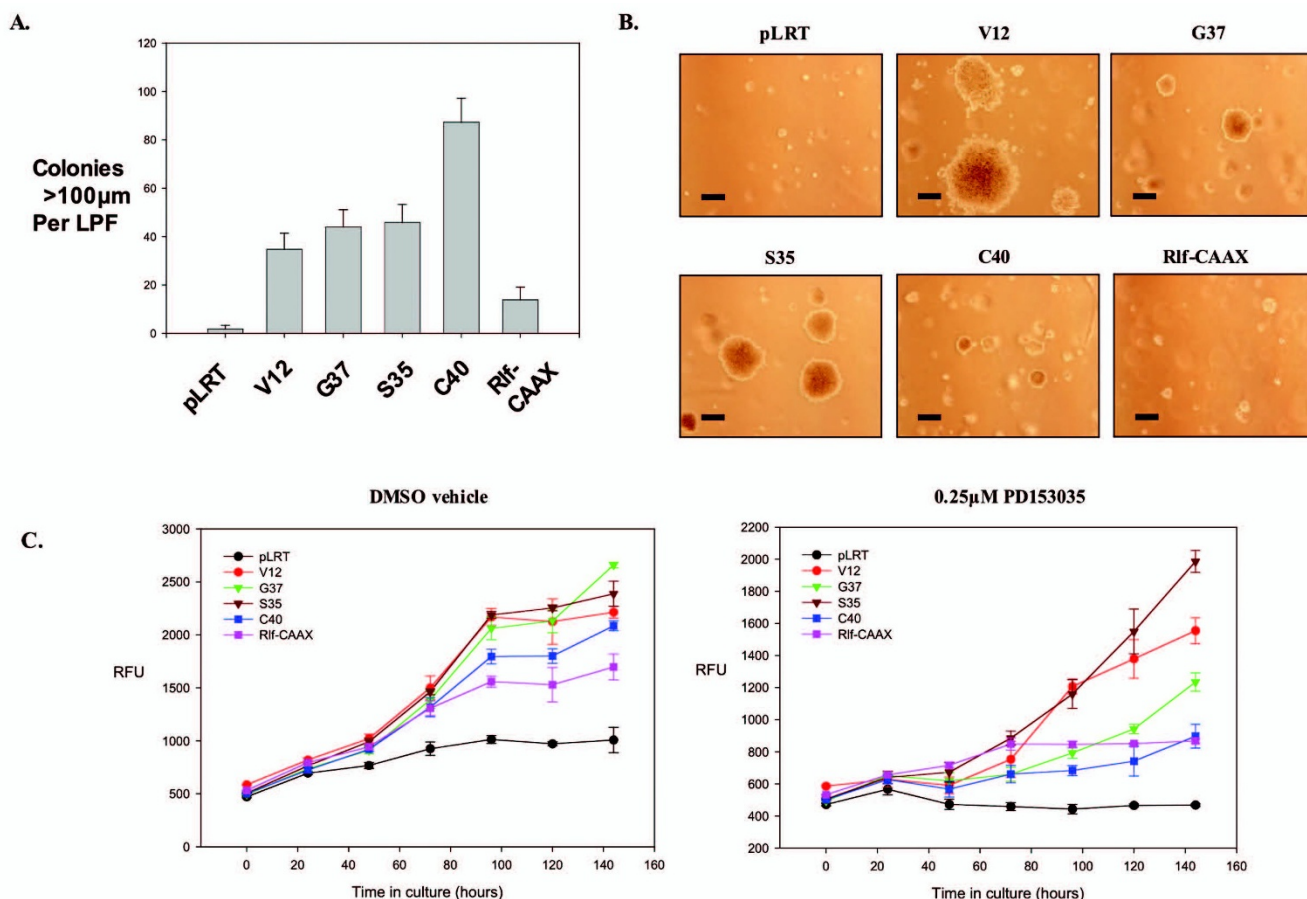 A.
120
100
80
60
40
20
0
Colonies
>100µm
Per LPF
pLRT
V12
G37
S35
C40
Rlf-
CAAX
B.
pLRT
V12
G37
S35
C40
Rlf-CAAX
C.
DMSO vehicle
3000
2500
2000
1500
1000
500
0
RFU
pLRT
V12
G37
S35
C40
Rlf-CAAX
0 20 40 60 80 100 120 140 160
Time in culture (hours)
0.25µM PD153035
2200
2000
1800
1600
1400
1200
1000
800
600
400
200
RFU
pLRT
V12
G37
S35
C40
Rlf-CAAX
0 20 40 60 80 100 120 140 160
Time in culture (hours)